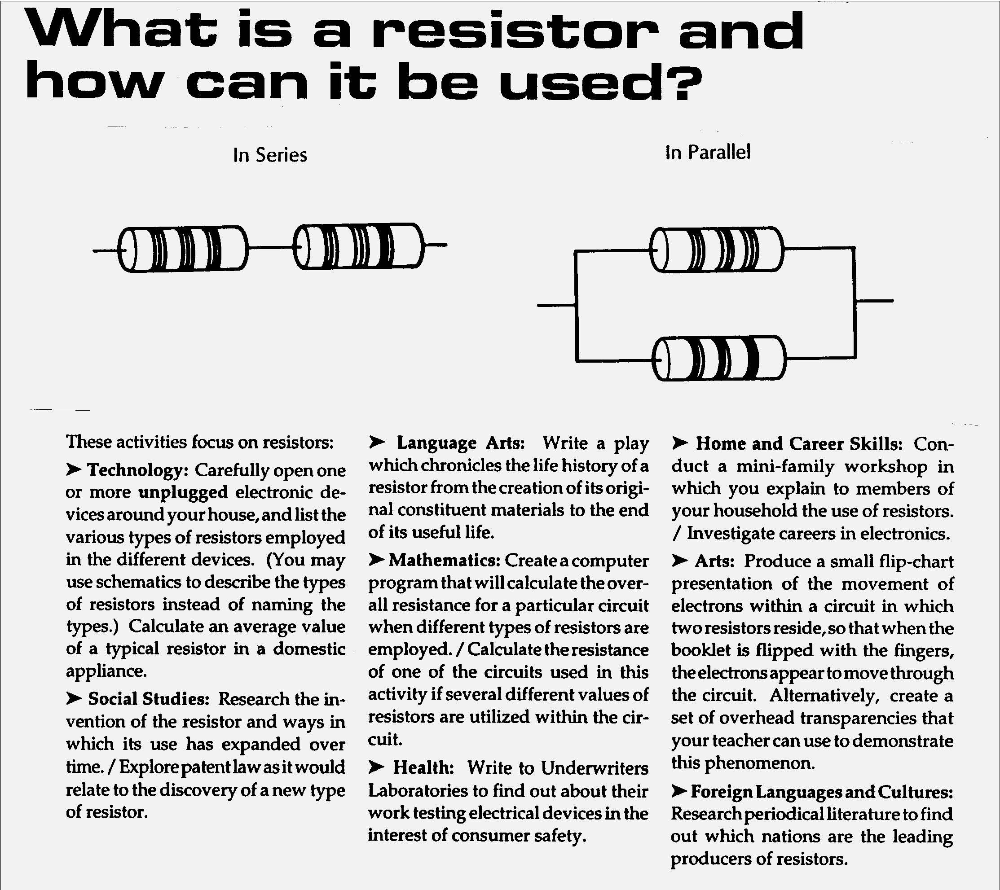 What is a resistor and
how can it be used?
In Series
In Parallel
These activities focus on resistors:
➤ Technology: Carefully open one
or more unplugged electronic de-
vices around your house, and list the
various types of resistors employed
in the different devices. (You may
use schematics to describe the types
of resistors instead of naming the
types.) Calculate an average value
of a typical resistor in a domestic
appliance.
➤ Social Studies: Research the in-
vention of the resistor and ways in
which its use has expanded over
time. / Explore patent law as it would
relate to the discovery of a new type
of resistor.
➤ Language Arts: Write a play
which chronicles the life history of a
resistor from the creation of its origi-
nal constituent materials to the end
of its useful life.
➤ Mathematics: Create a computer
program that will calculate the over-
all resistance for a particular circuit
when different types of resistors are
employed. / Calculate the resistance
of one of the circuits used in this
activity if several different values of
resistors are utilized within the cir-
cuit.
➤ Health: Write to Underwriters
Laboratories to find out about their
work testing electrical devices in the
interest of consumer safety.
➤ Home and Career Skills: Con-
duct a mini-family workshop in
which you explain to members of
your household the use of resistors.
/ Investigate careers in electronics.
➤ Arts: Produce a small flip-chart
presentation of the movement of
electrons within a circuit in which
two resistors reside, so that when the
booklet is flipped with the fingers,
the electrons appear to move through
the circuit. Alternatively, create a
set of overhead transparencies that
your teacher can use to demonstrate
this phenomenon.
➤ Foreign Languages and Cultures:
Research periodical literature to find
out which nations are the leading
producers of resistors.